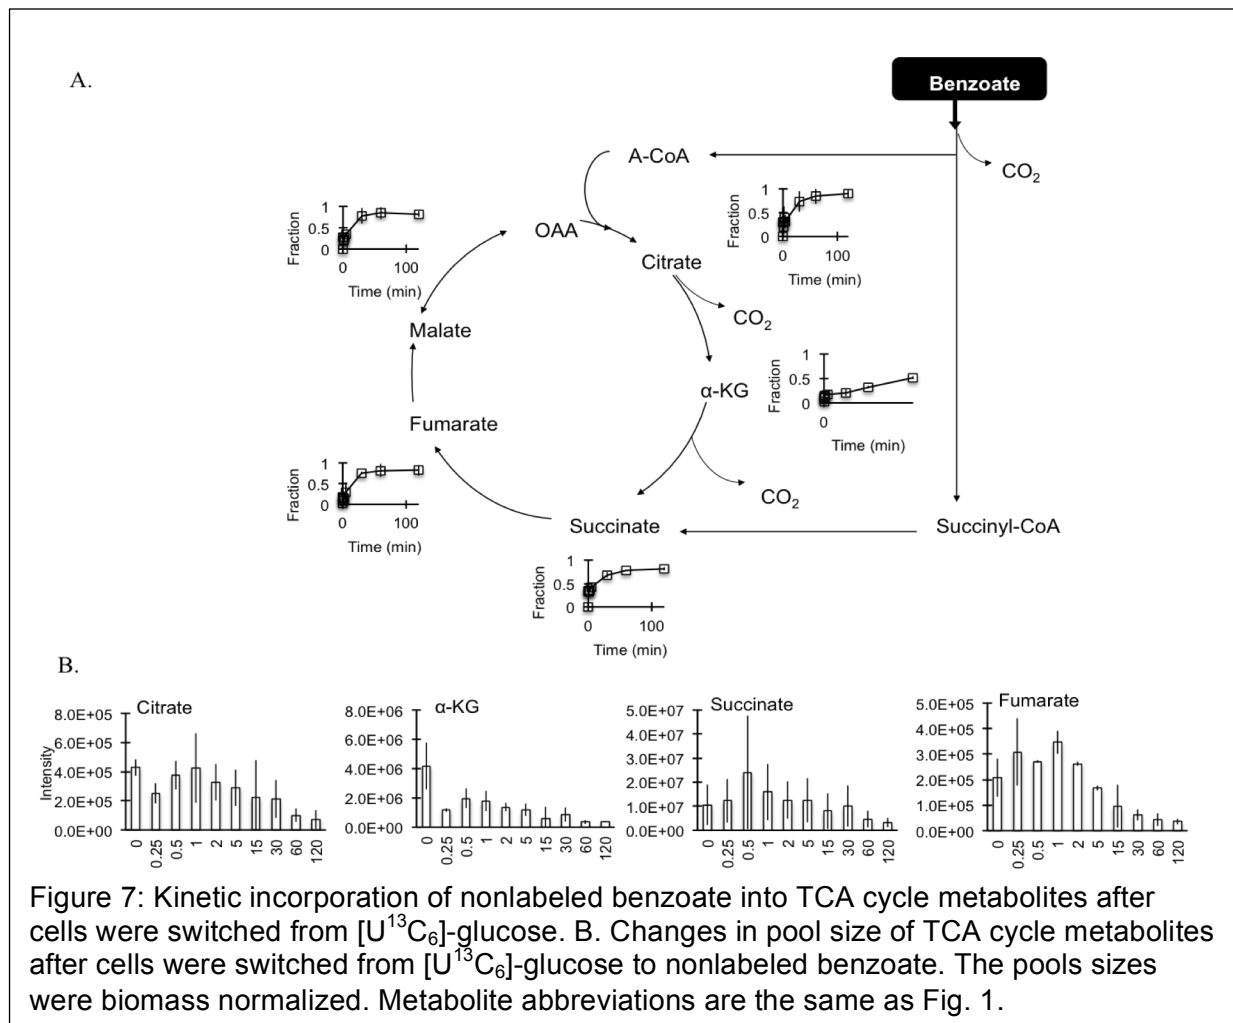 A.
Benzoate
A-CoA
CO₂
1
0.5
0
Fraction
0 100
Time (min)
OAA
1
0.5
0
Fraction
0 100
Time (min)
Citrate
CO₂
Malate
1
0.5
0
Fraction
0
Time (min)
α-KG
Fumarate
1
0.5
0
Fraction
0 100
Time (min)
CO₂
Succinate
Succinyl-CoA
1
0.5
0
Fraction
0 100
Time (min)
B.
Citrate
8.0E+05
6.0E+05
4.0E+05
2.0E+05
0.0E+00
Intensity
0 0.25 0.5 1 2 5 15 30 60 120
α-KG
8.0E+06
6.0E+06
4.0E+06
2.0E+06
0.0E+00
0 0.25 0.5 1 2 5 15 30 60 120
Succinate
5.0E+07
4.0E+07
3.0E+07
2.0E+07
1.0E+07
0.0E+00
0 0.25 0.5 1 2 5 15 30 60 120
Fumarate
5.0E+05
4.0E+05
3.0E+05
2.0E+05
1.0E+05
0.0E+00
0 0.25 0.5 1 2 5 15 30 60 120
Figure 7: Kinetic incorporation of nonlabeled benzoate into TCA cycle metabolites after
cells were switched from [U¹³C₆]-glucose. B. Changes in pool size of TCA cycle metabolites
after cells were switched from [U¹³C₆]-glucose to nonlabeled benzoate. The pools sizes
were biomass normalized. Metabolite abbreviations are the same as Fig. 1.